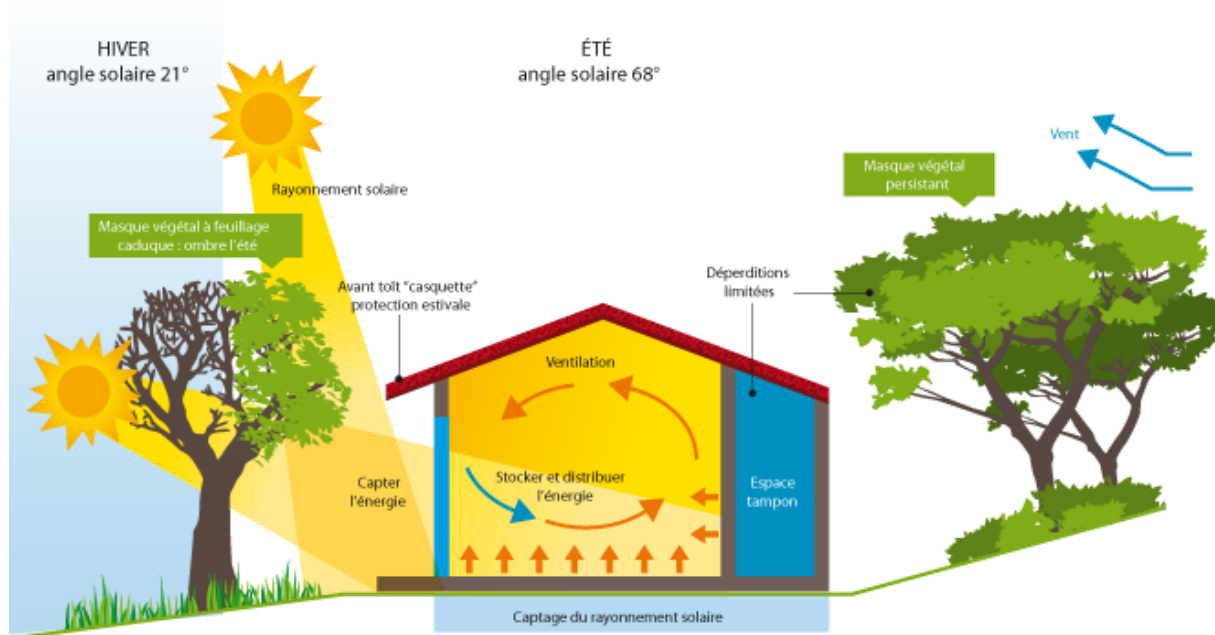 HIVER
angle solaire 21°
ÉTÉ
angle solaire 68°
Vent
Masque végétal
persistant
Rayonnement solaire
Masque végétal à feuillage
caduque : ombre l'été
Avant toît "casquette"
protection estivale
Déperditions
limitées
Ventilation
Capter
l'énergie
Stocker et distribuer
l'énergie
Espace
tampon
Captage du rayonnement solaire